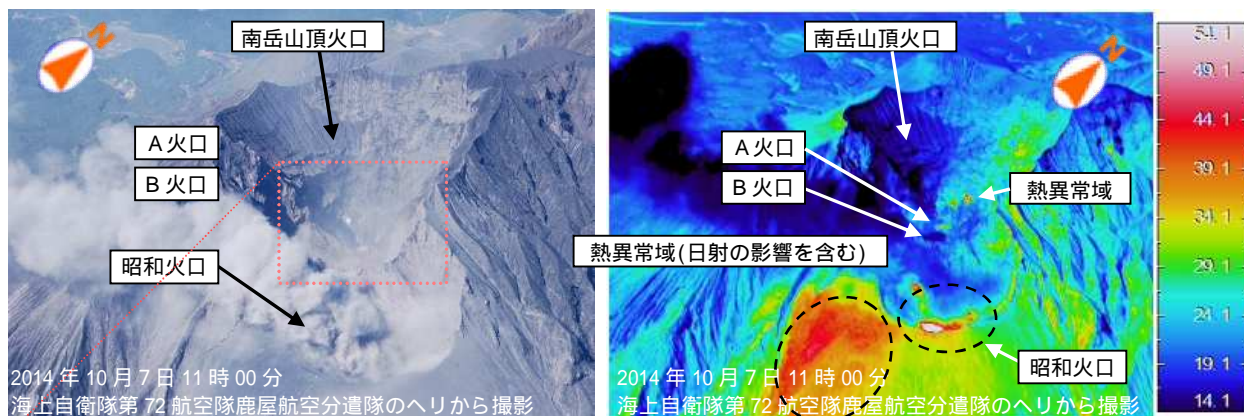 N
南岳山頂火口
A火口
B火口
昭和火口
2014年10月7日11時00分
海上自衛隊第72航空隊鹿屋航空分遣隊のヘリから撮影
南岳山頂火口
N
A火口
B火口
熱異常域
熱異常域(日射の影響を含む)
昭和火口
2014年10月7日11時00分
海上自衛隊第72航空隊鹿屋航空分遣隊のヘリから撮影
54.1
49.1
44.1
39.1
34.1
29.1
24.1
19.1
14.1